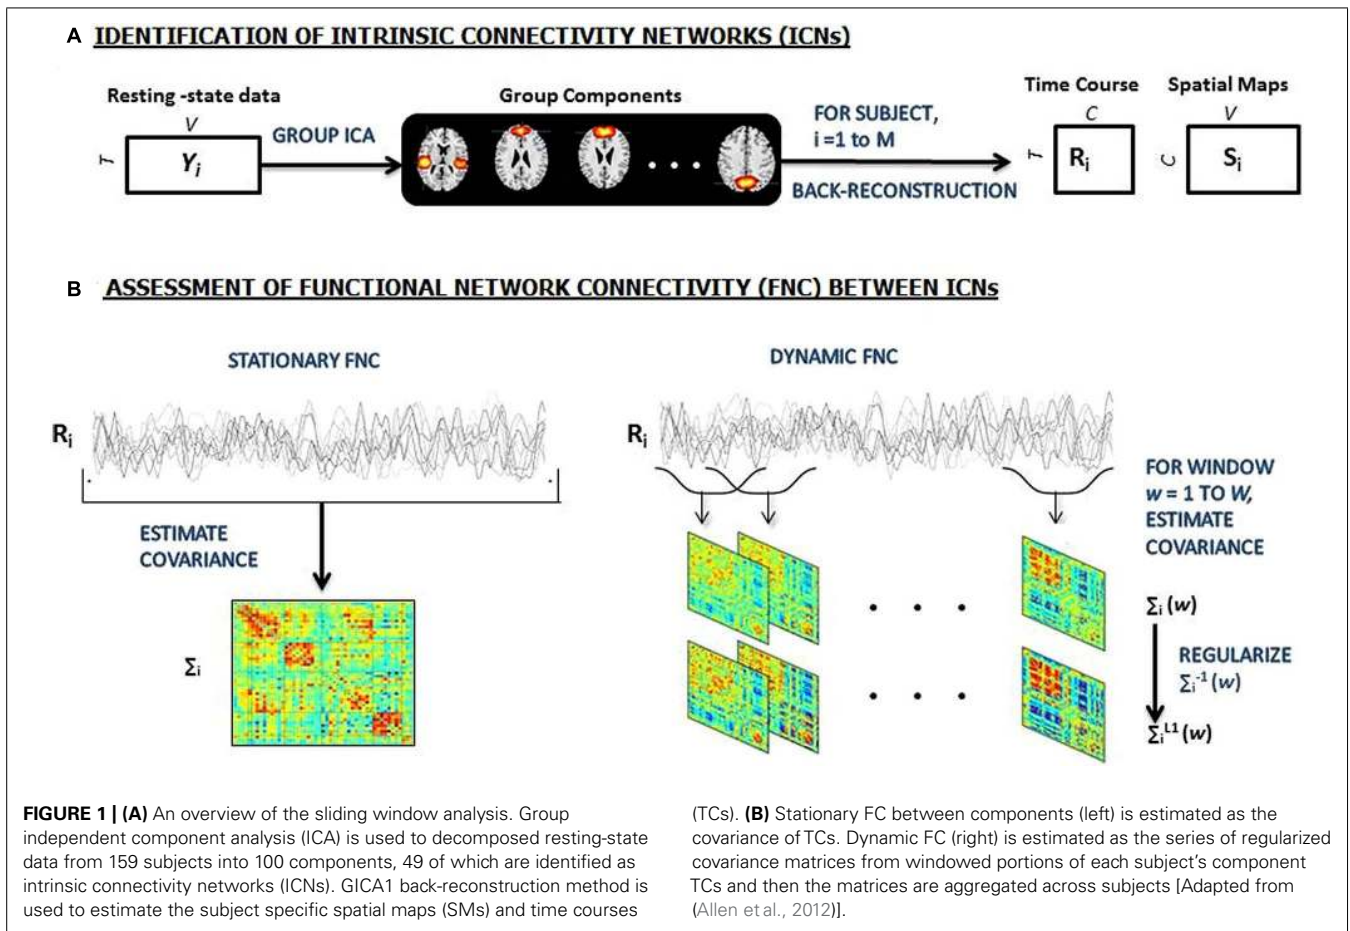 A IDENTIFICATION OF INTRINSIC CONNECTIVITY NETWORKS (ICNs)
Resting -state data
V
T
Yi
GROUP ICA
Group Components
FOR SUBJECT,
i =1 to M
BACK-RECONSTRUCTION
Time Course
C
T
Ri
Spatial Maps
V
C
Si
B ASSESSMENT OF FUNCTIONAL NETWORK CONNECTIVITY (FNC) BETWEEN ICNs
STATIONARY FNC
Ri
ESTIMATE
COVARIANCE
Σi
DYNAMIC FNC
Ri
FOR WINDOW
w = 1 TO W,
ESTIMATE
COVARIANCE
Σi (w)
REGULARIZE
Σi-1 (w)
ΣiL1 (w)
FIGURE 1 | (A) An overview of the sliding window analysis. Group
independent component analysis (ICA) is used to decomposed resting-state
data from 159 subjects into 100 components, 49 of which are identified as
intrinsic connectivity networks (ICNs). GICA1 back-reconstruction method is
used to estimate the subject specific spatial maps (SMs) and time courses
(TCs). (B) Stationary FC between components (left) is estimated as the
covariance of TCs. Dynamic FC (right) is estimated as the series of regularized
covariance matrices from windowed portions of each subject's component
TCs and then the matrices are aggregated across subjects [Adapted from
(Allen et al., 2012)].